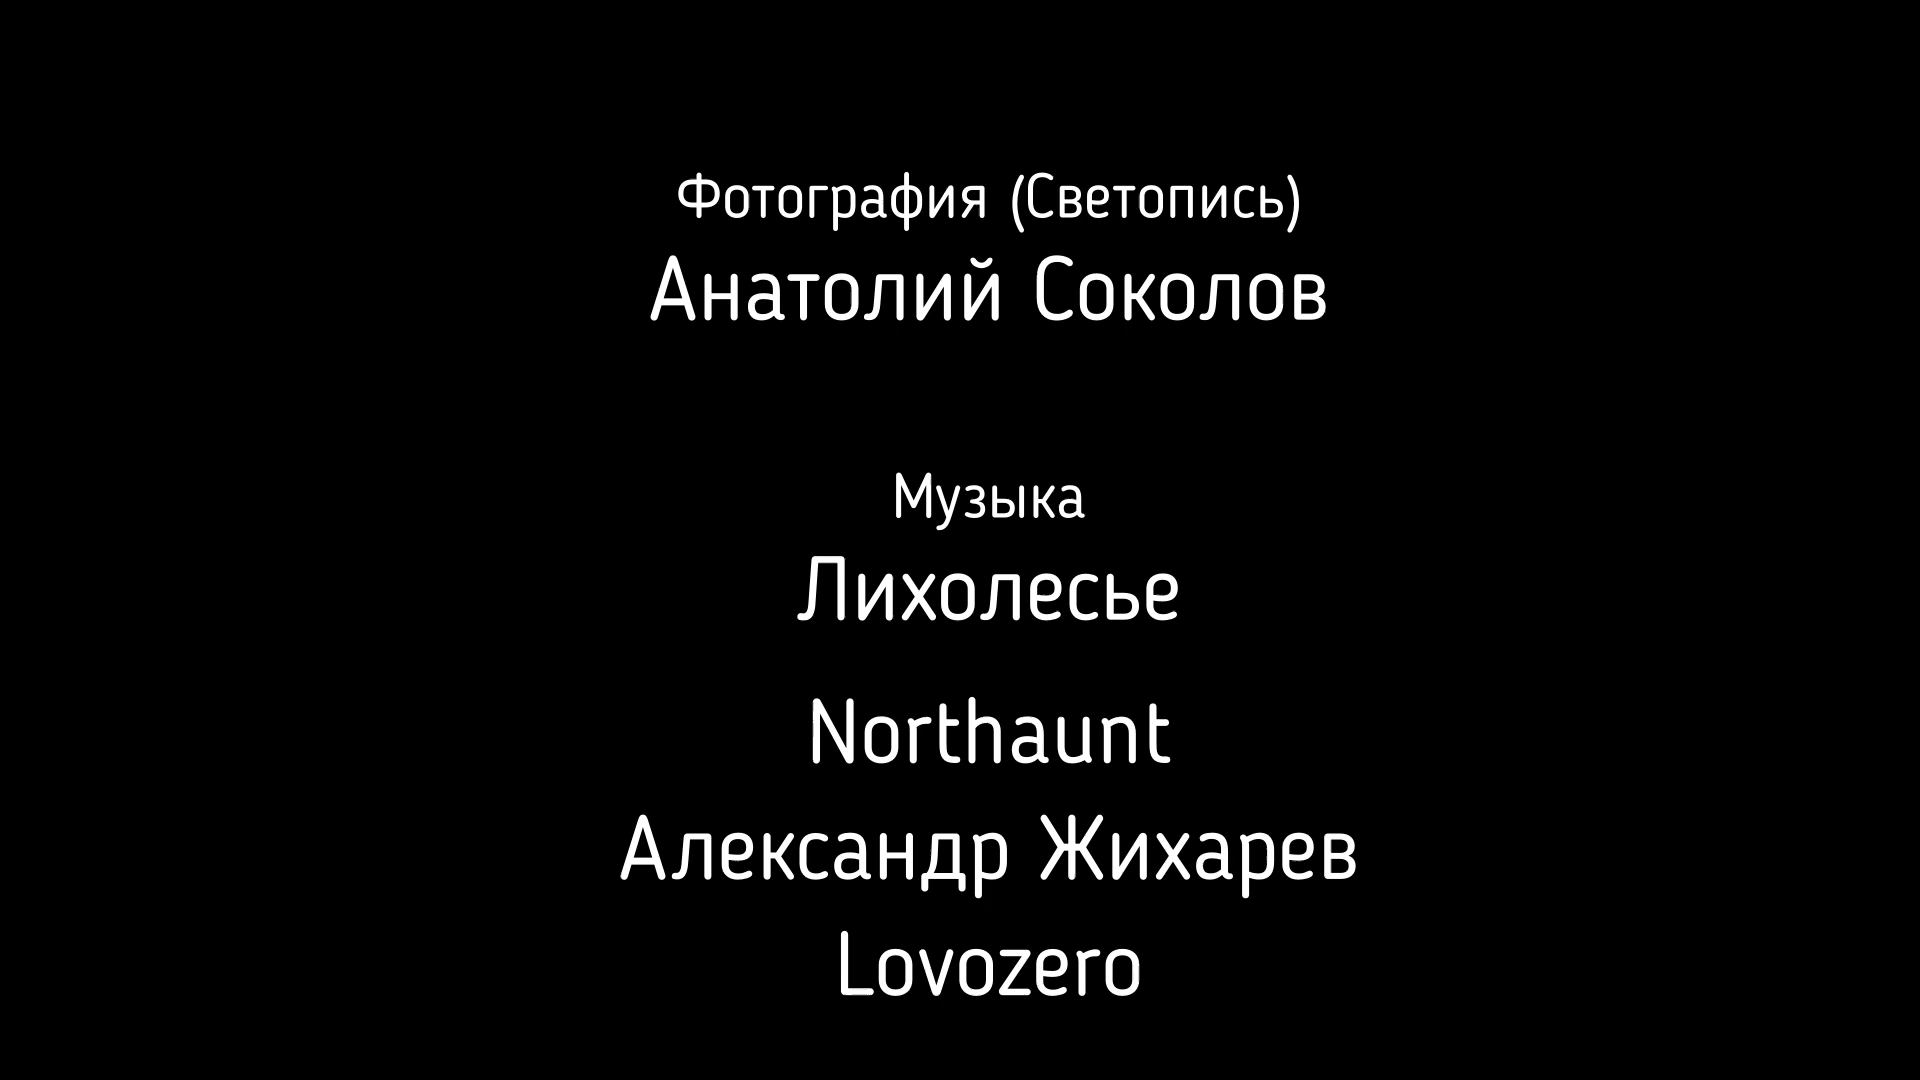 Фотография (Светопись)
Анатолий Соколов
Музыка
Лихолесье
Northaunt
Александр Жихарев
Lovozero